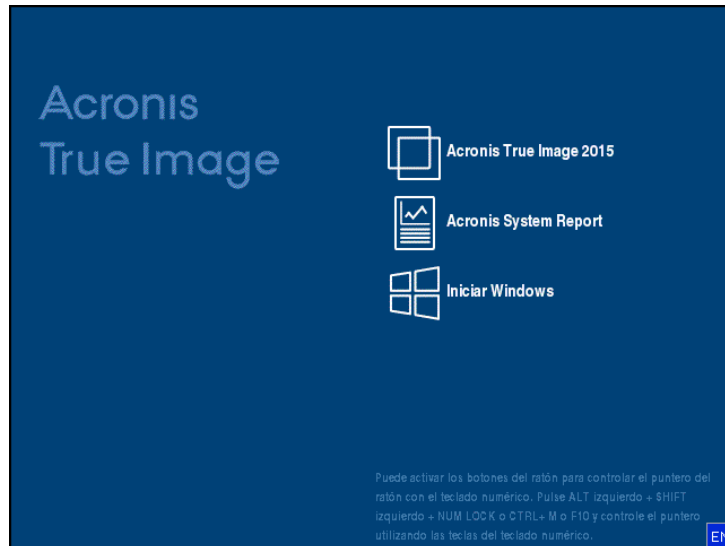 Acronis
True Image
Acronis True Image 2015
Acronis System Report
Iniciar Windows
Puede activar los botones del ratón para controlar el puntero del
ratón con el teclado numérico. Pulse ALT izquierdo + SHIFT
izquierdo + NUM LOCK o CTRL+ M o F10 y controle el puntero
utilizando las teclas del teclado numérico.
EN